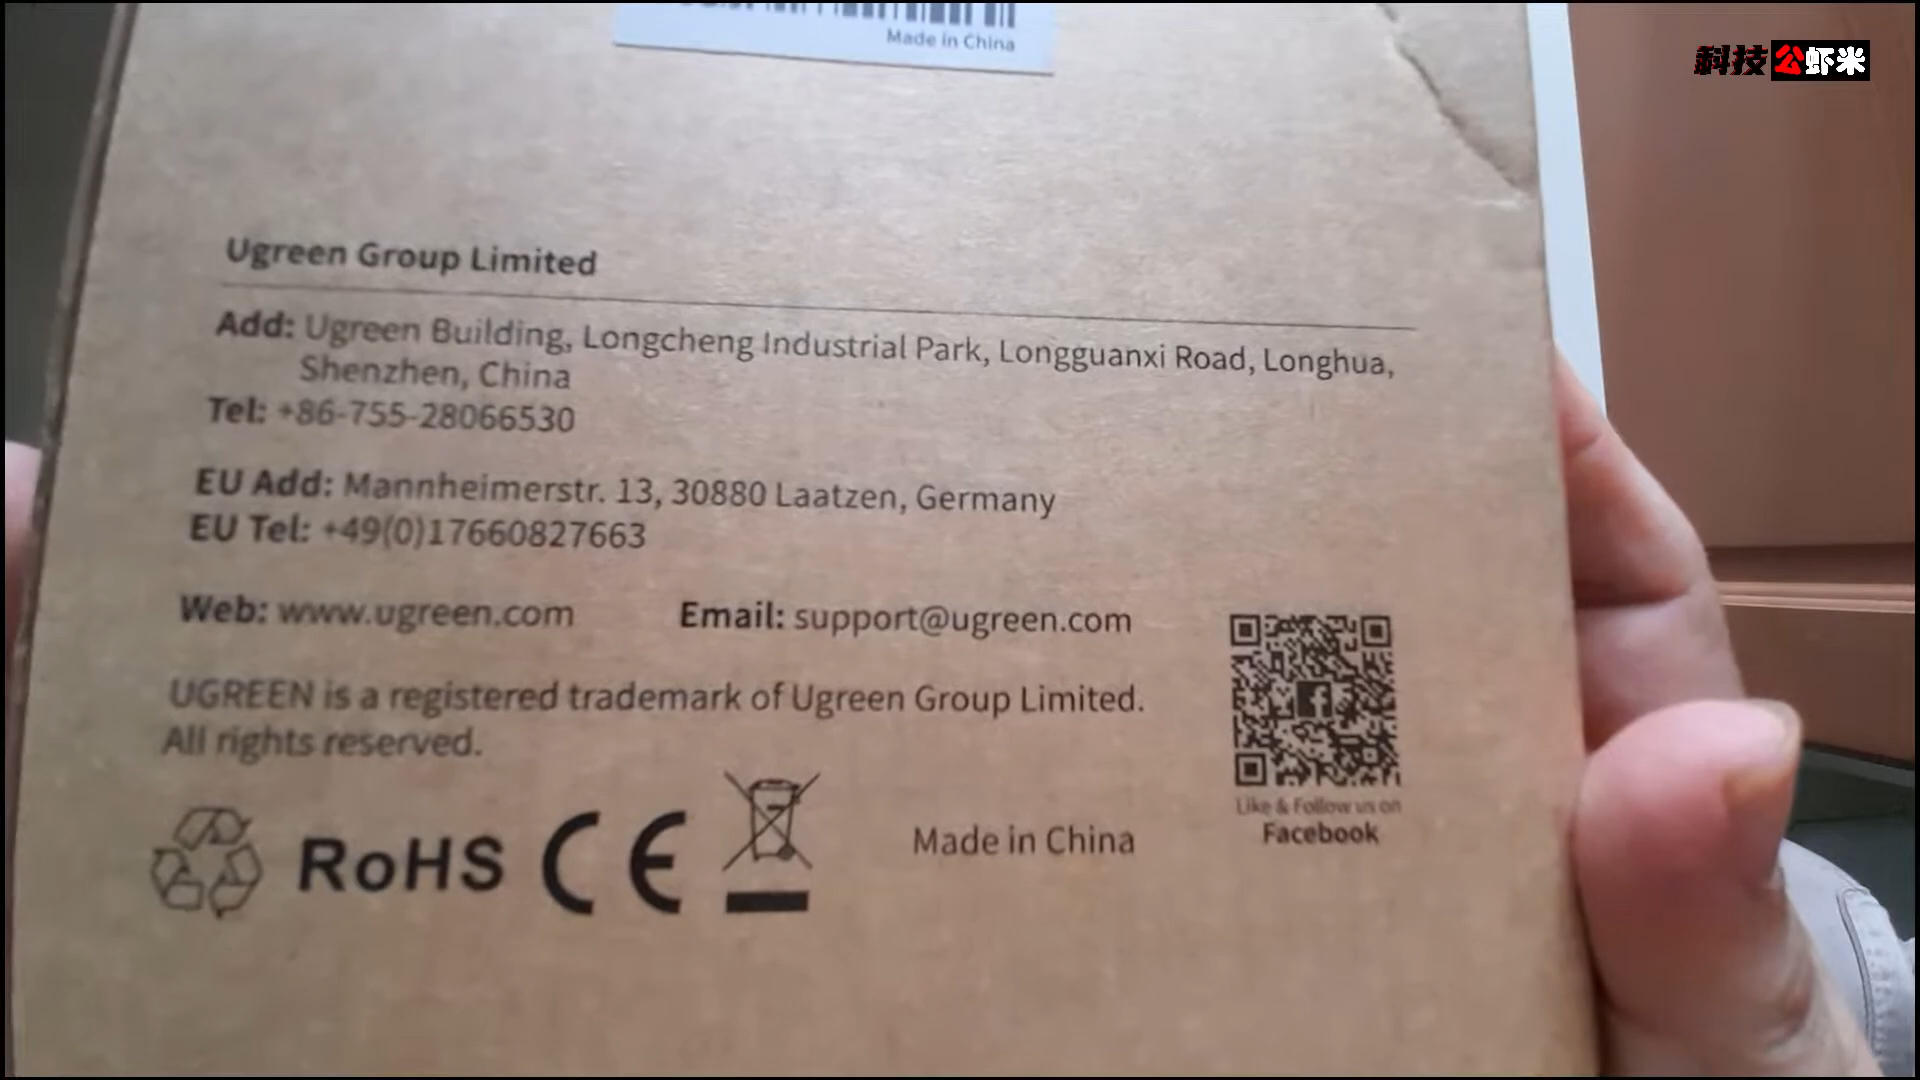 Made in China
科技公虾米
Ugreen Group Limited
Add: Ugreen Building, Longcheng Industrial Park, Longguanxi Road, Longhua,
Shenzhen, China
Tel: +86-755-28066530
EU Add: Mannheimerstr. 13, 30880 Laatzen, Germany
EU Tel: +49(0)17660827663
Web: www.ugreen.com Email: support@ugreen.com
UGREEN is a registered trademark of Ugreen Group Limited.
All rights reserved.
RoHS CE
Made in China
Like & Follow us on
Facebook